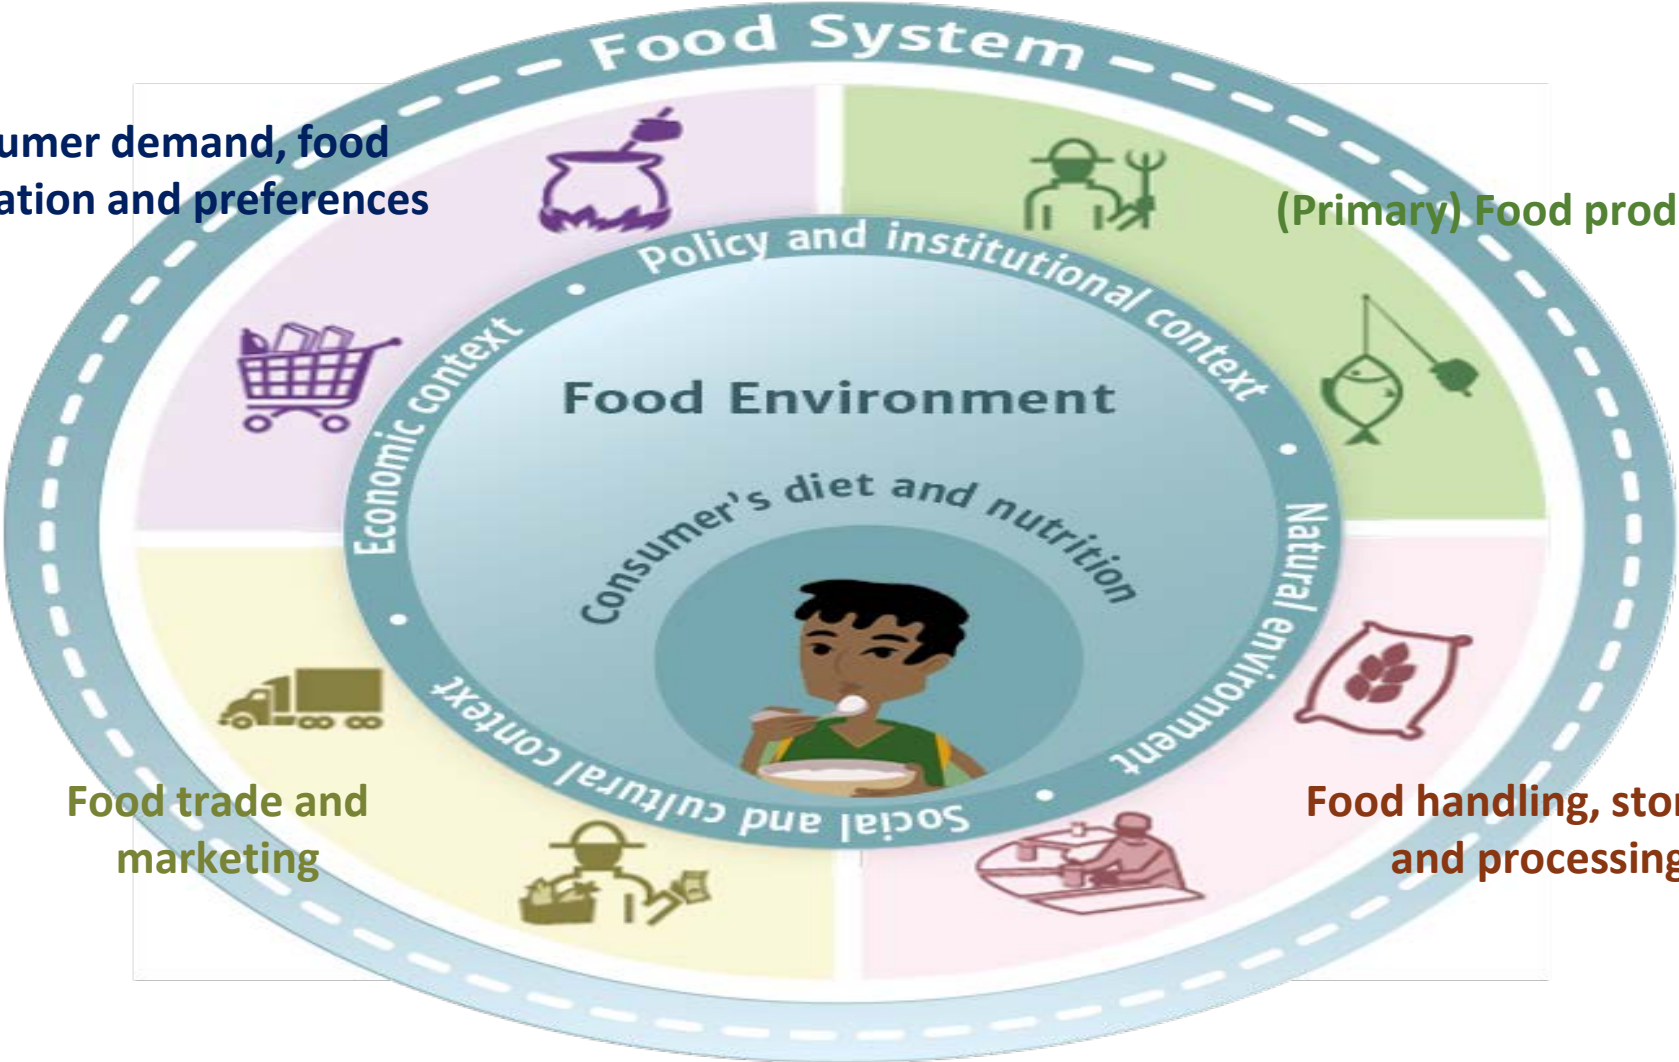 Food System
umer demand, food
ation and preferences
(Primary) Food prod
Policy and institutional context
Economic context
Natural environment
Social and cultural context
Food Environment
Consumer's diet and nutrition
Food trade and
marketing
Food handling, stor
and processing